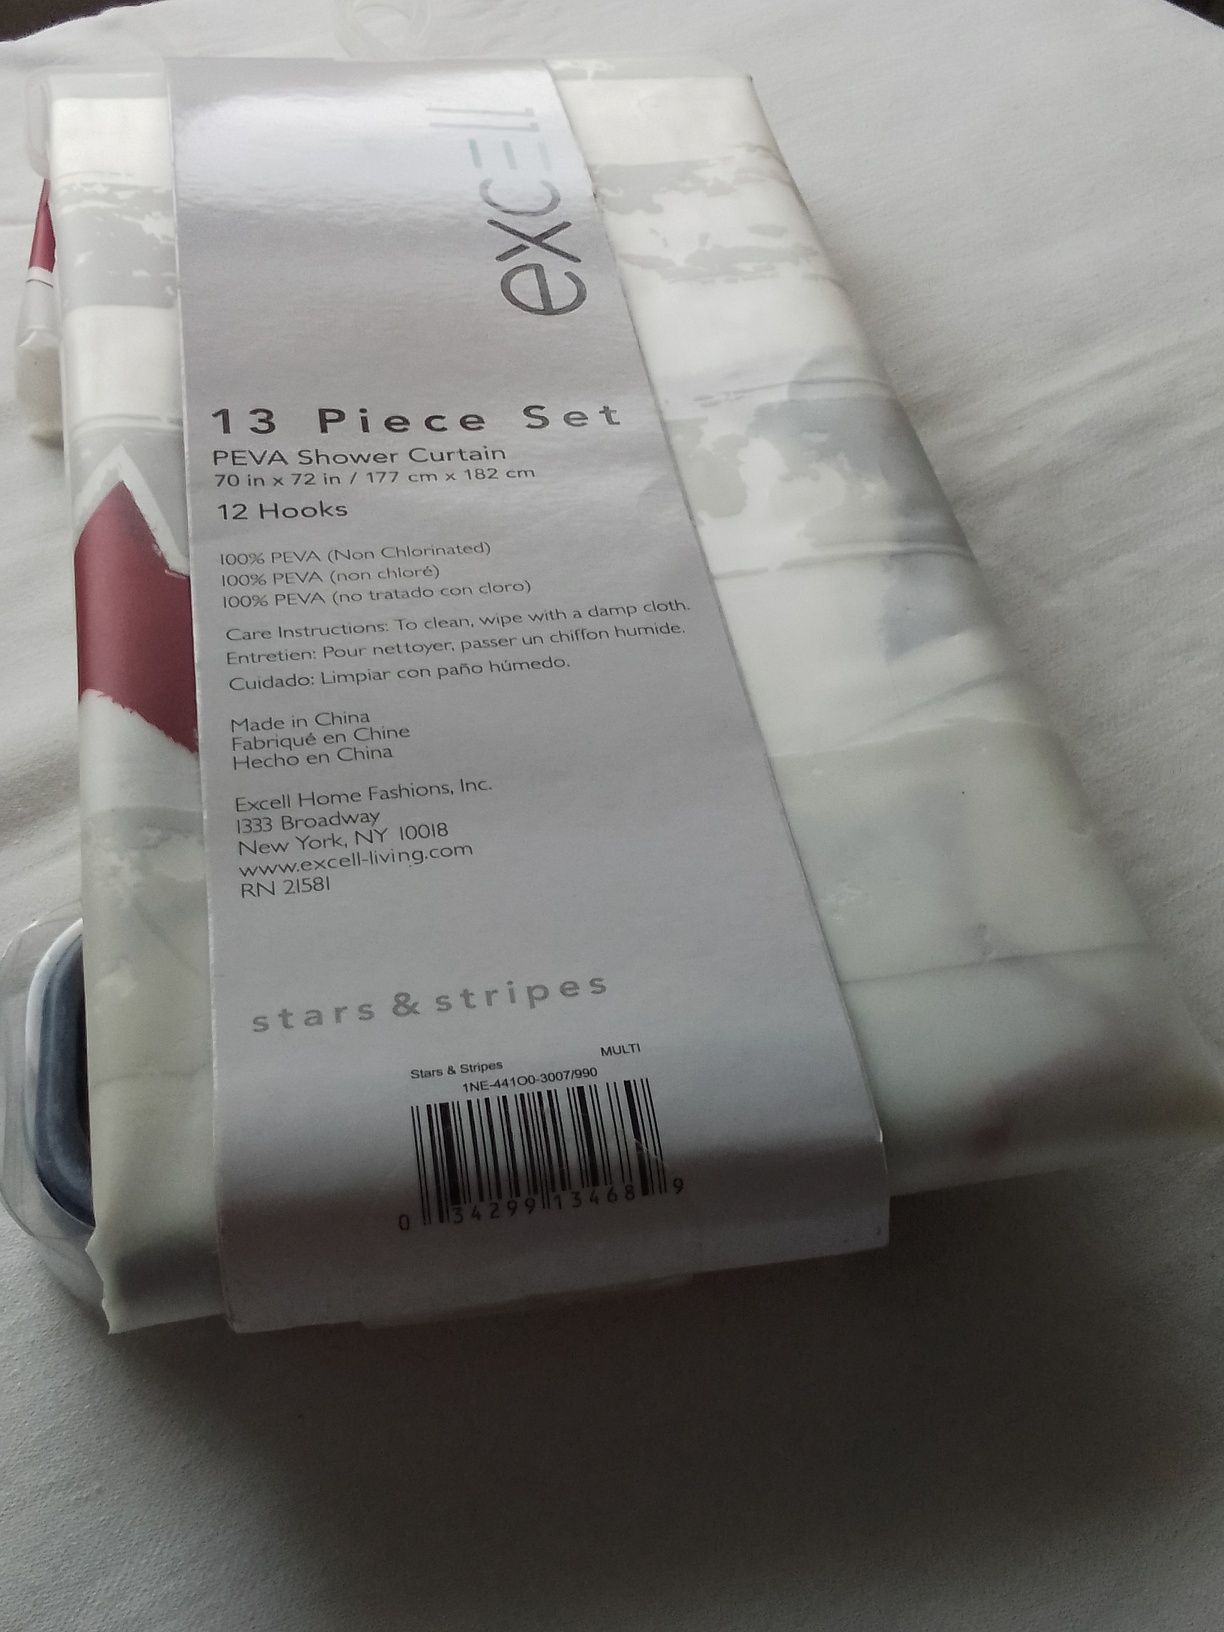 excell
13 Piece Set
PEVA Shower Curtain
70 in x 72 in / 177 cm x 182 cm
12 Hooks
100% PEVA (Non Chlorinated)
100% PEVA (non chloré)
100% PEVA (no tratado con cloro)
Care Instructions: To clean, wipe with a damp cloth.
Entretien: Pour nettoyer, passer un chiffon humide.
Cuidado: Limpiar con paño húmedo.
Made in China
Fabriqué en Chine
Hecho en China
Excell Home Fashions, Inc.
1333 Broadway
New York, NY 10018
www.excell-living.com
RN 21581
stars & stripes
Stars & Stripes MULTI
1NE-441O0-3007/990
0 34299 13468 9